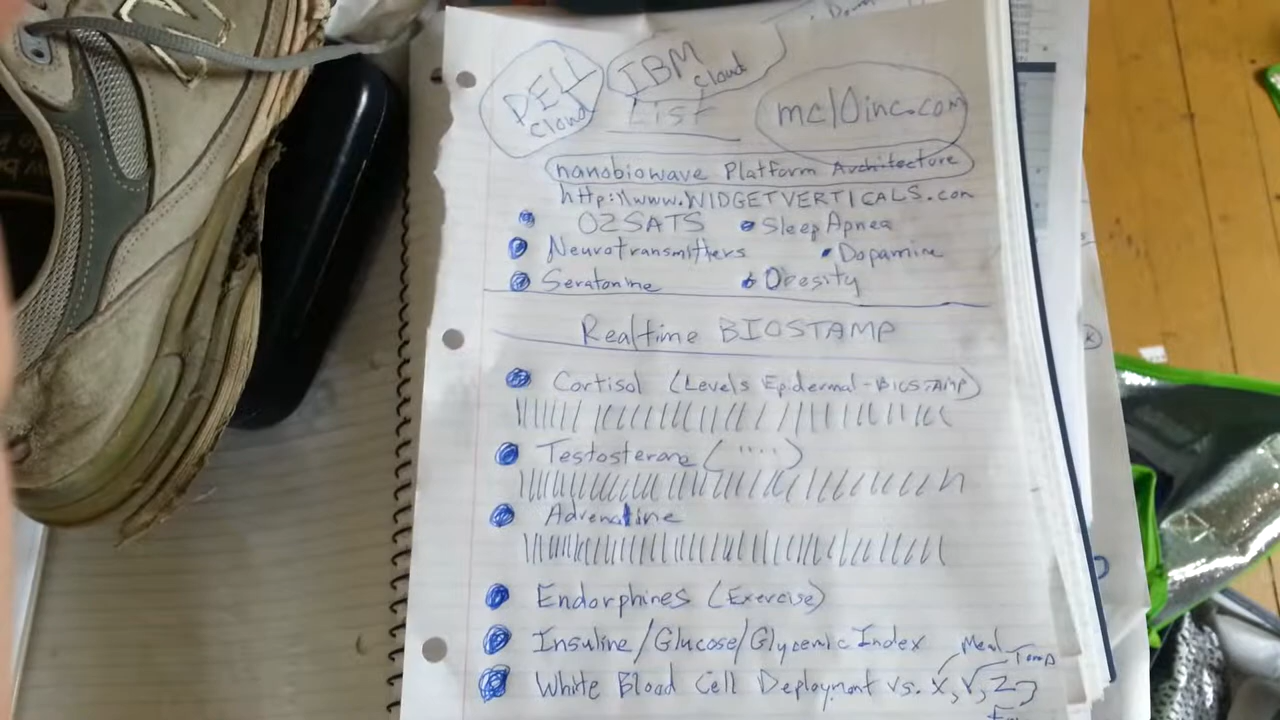 Down
DELL IBM
cloud cloud
List mc10inc.com
nanobiowave Platform Architecture
http://www.WIDGETVERTICALS.com
O2SATS • Sleep Apnea
• Neurotransmitters • Dopamine
• Seratonine • Obesity
Realtime BIOSTAMP
• Cortisol (Levels Epidermal-BIOSTAMP)
• Testosterone (....)
• Adrenaline
• Endorphines (Exercise)
• Insuline/Glucose/Glycemic Index
Meal Temp
• White Blood Cell Deployment vs. X, Y, Z